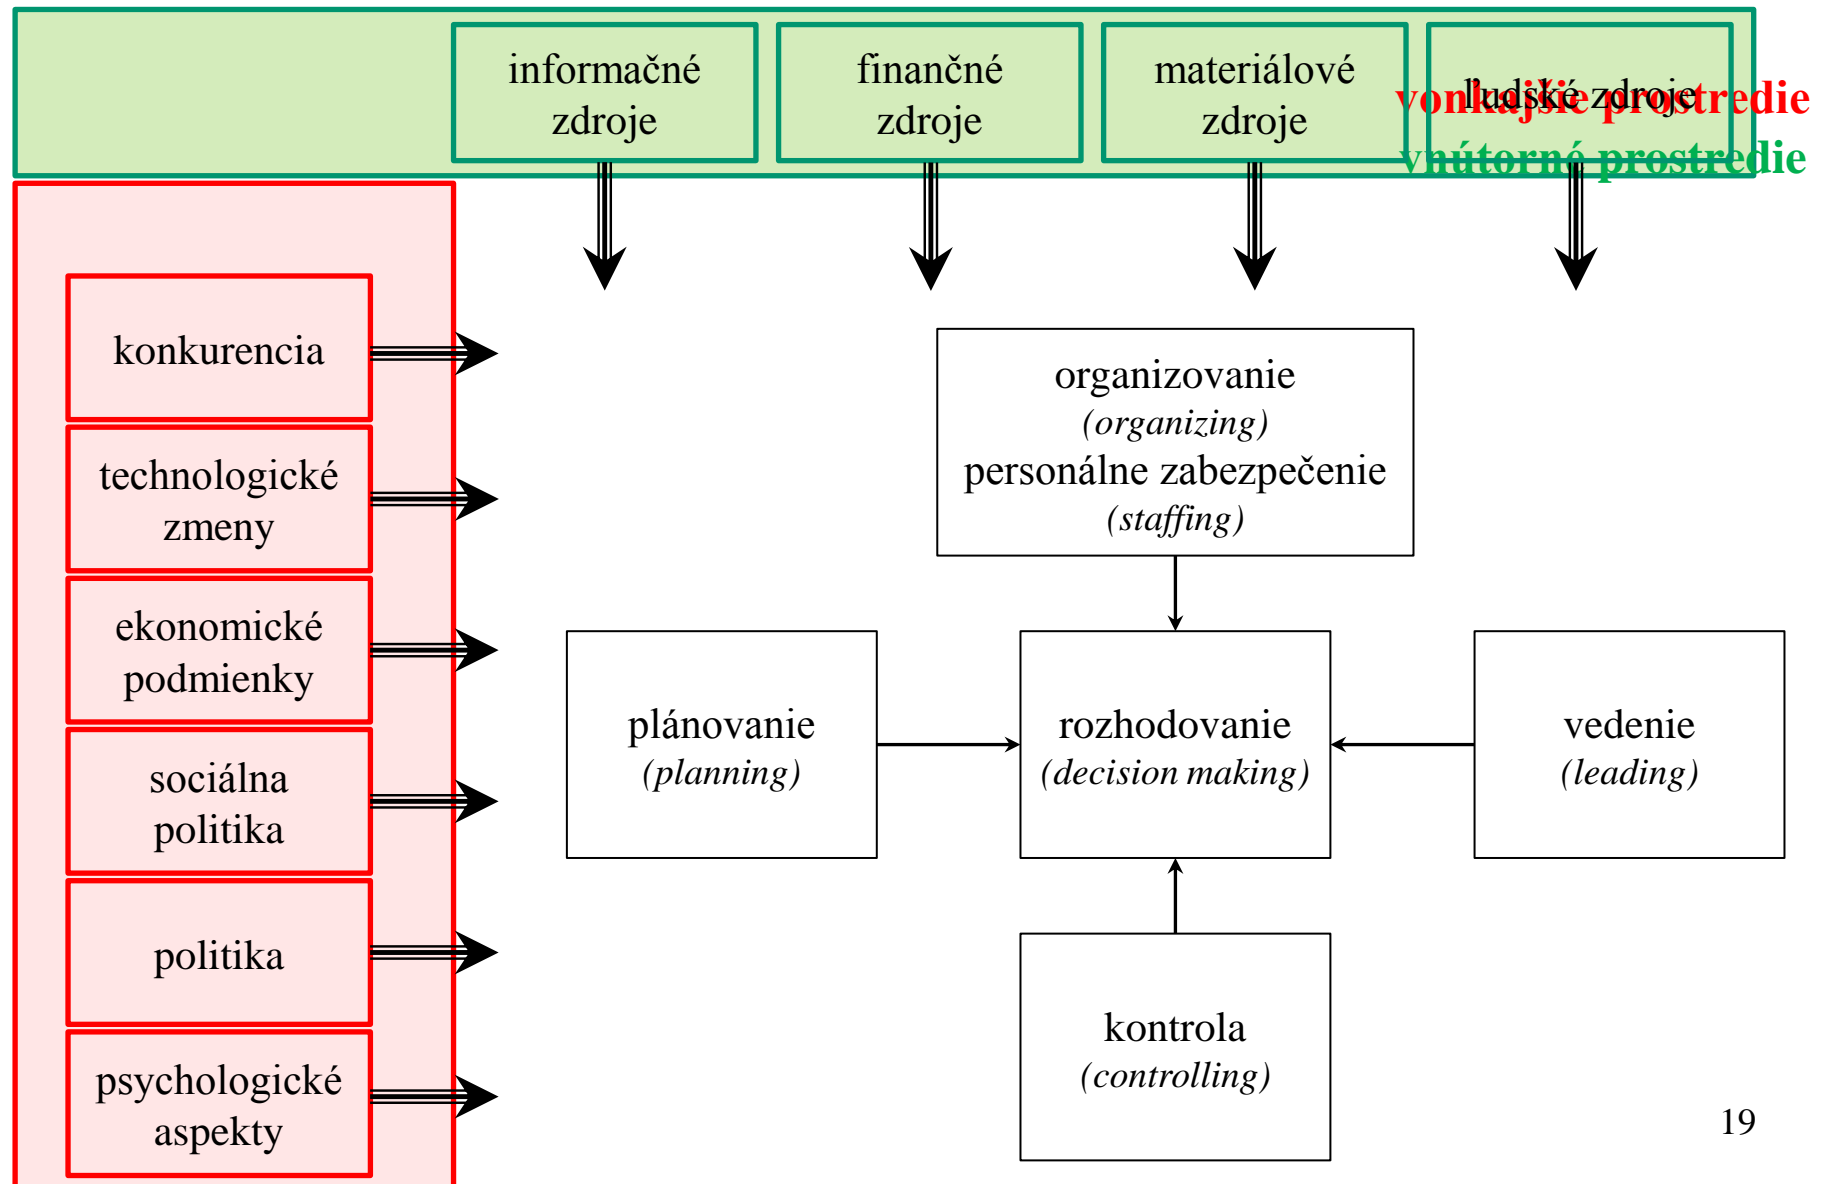 informačné
zdroje
finančné
zdroje
materiálové
zdroje
ľudské zdroje
vonkajšie prostredie
vnútorné prostredie
konkurencia
technologické
zmeny
ekonomické
podmienky
sociálna
politika
politika
psychologické
aspekty
organizovanie
(organizing)
personálne zabezpečenie
(staffing)
plánovanie
(planning)
rozhodovanie
(decision making)
vedenie
(leading)
kontrola
(controlling)
19